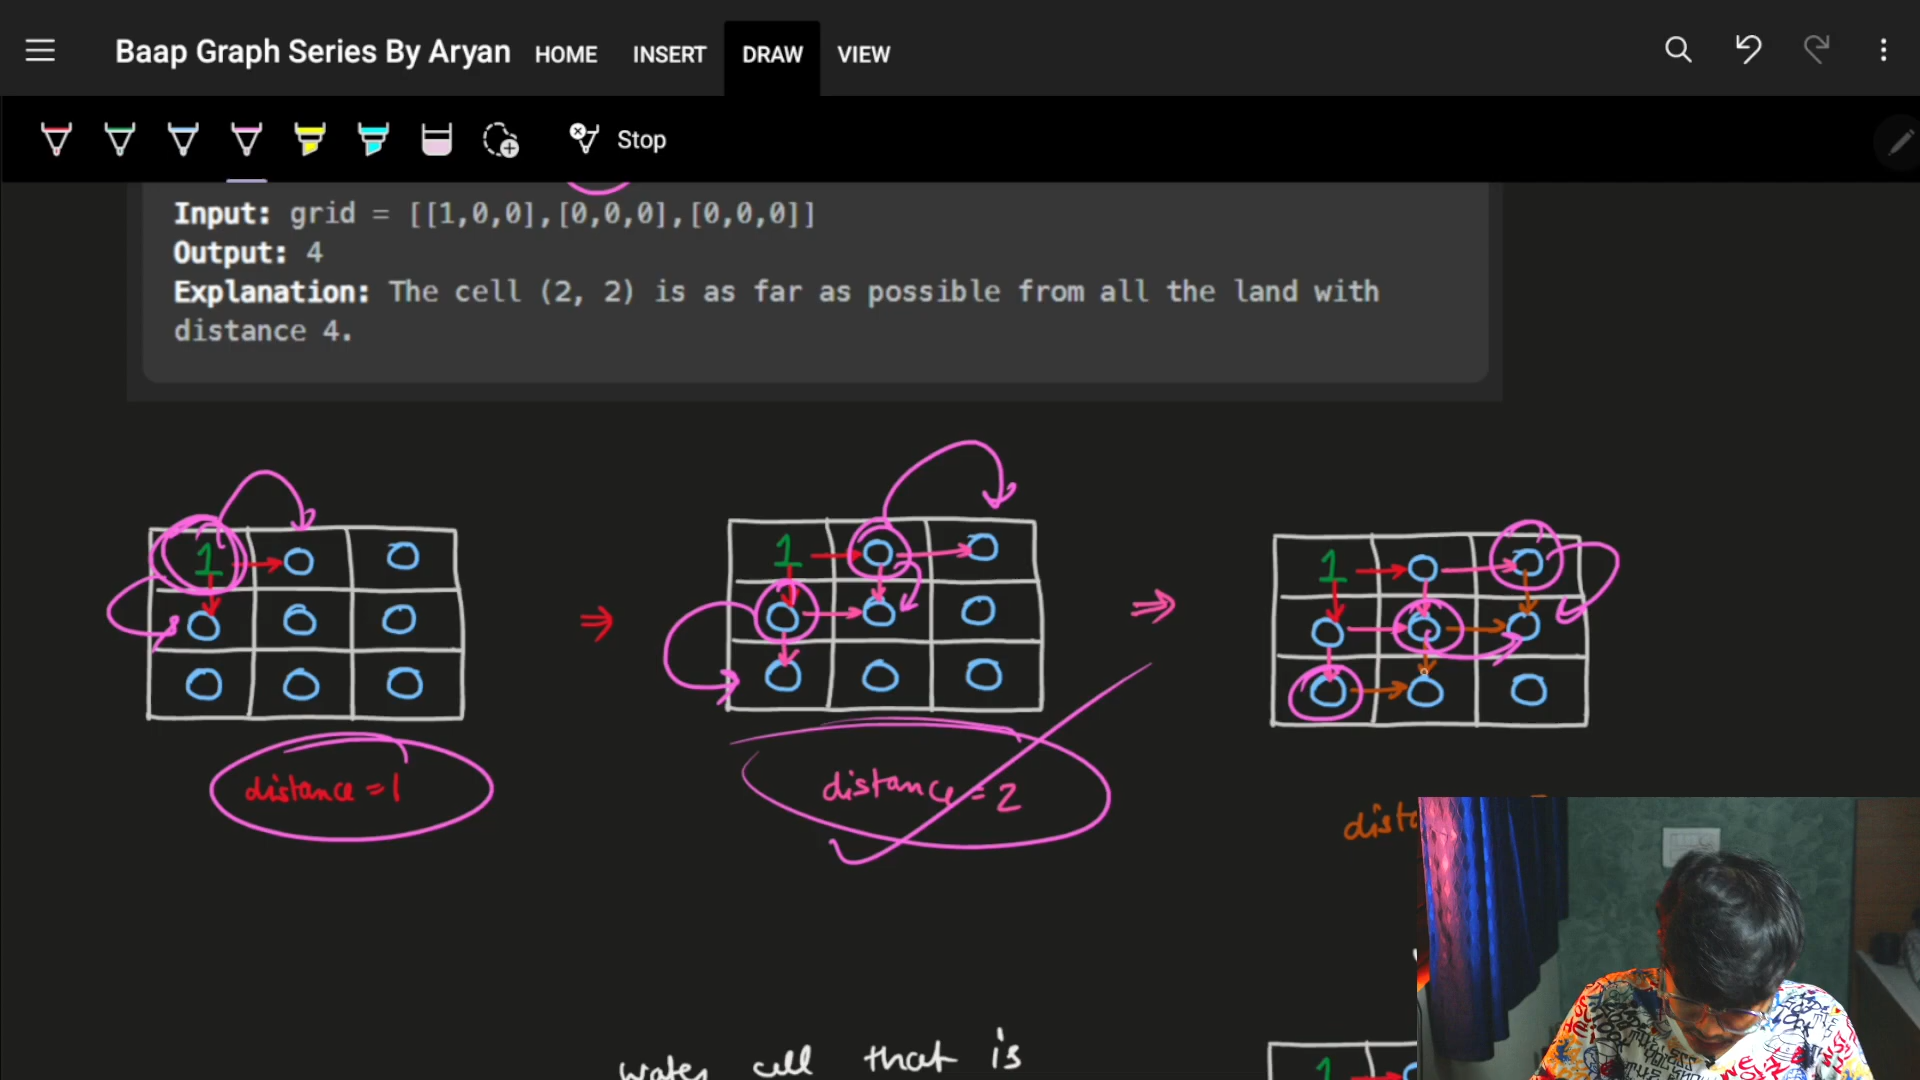 Baap Graph Series By Aryan HOME INSERT DRAW VIEW
Stop
Input: grid = [[1,0,0],[0,0,0],[0,0,0]]
Output: 4
Explanation: The cell (2, 2) is as far as possible from all the land with
distance 4.
1 0 0
0 0 0
0 0 0
distance = 1
1 0 0
0 0 0
0 0 0
distance = 2
1 0 0
0 0 0
0 0 0
water cell that is
1